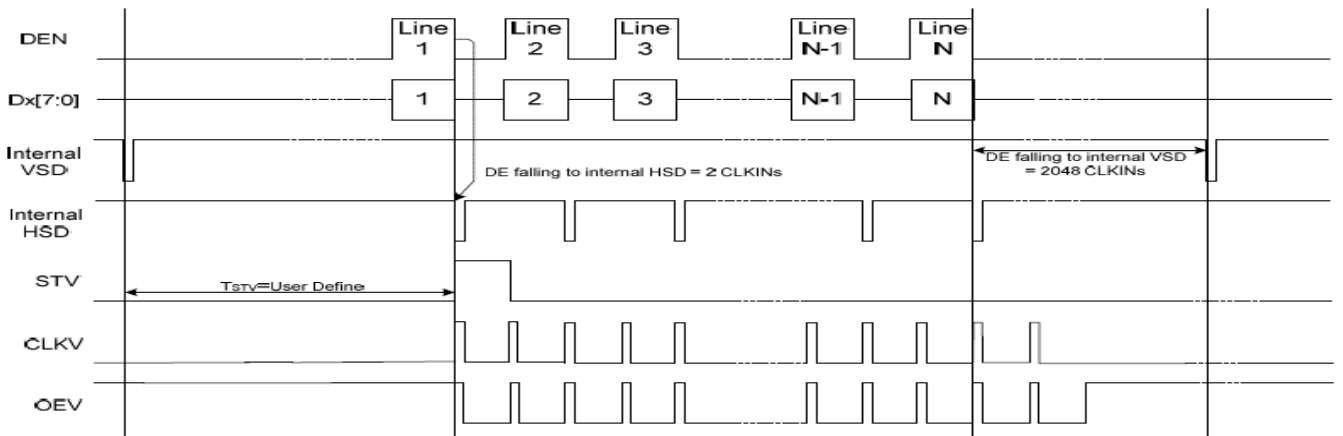 DEN
Line 1
Line 2
Line 3
Line N-1
Line N
Dx[7:0]
1
2
3
N-1
N
Internal VSD
DE falling to internal HSD = 2 CLKINs
DE falling to internal VSD
= 2048 CLKINs
Internal HSD
STV
TSTV=User Define
CLKV
OEV